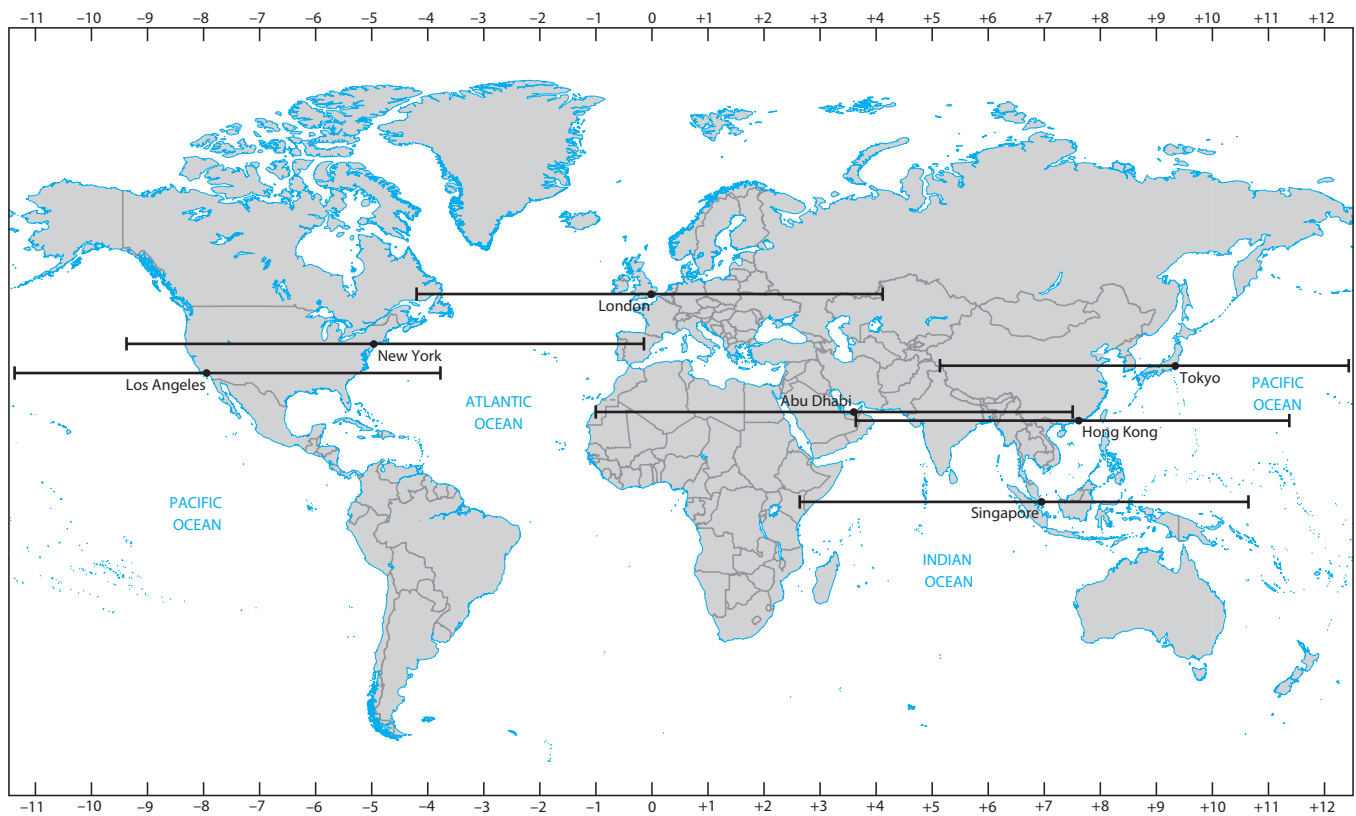 –11 –10 –9 –8 –7 –6 –5 –4 –3 –2 –1 0 +1 +2 +3 +4 +5 +6 +7 +8 +9 +10 +11 +12
London
New York
Los Angeles
Tokyo
Abu Dhabi
PACIFIC
OCEAN
ATLANTIC
OCEAN
Hong Kong
PACIFIC
OCEAN
Singapore
INDIAN
OCEAN
–11 –10 –9 –8 –7 –6 –5 –4 –3 –2 –1 0 +1 +2 +3 +4 +5 +6 +7 +8 +9 +10 +11 +12